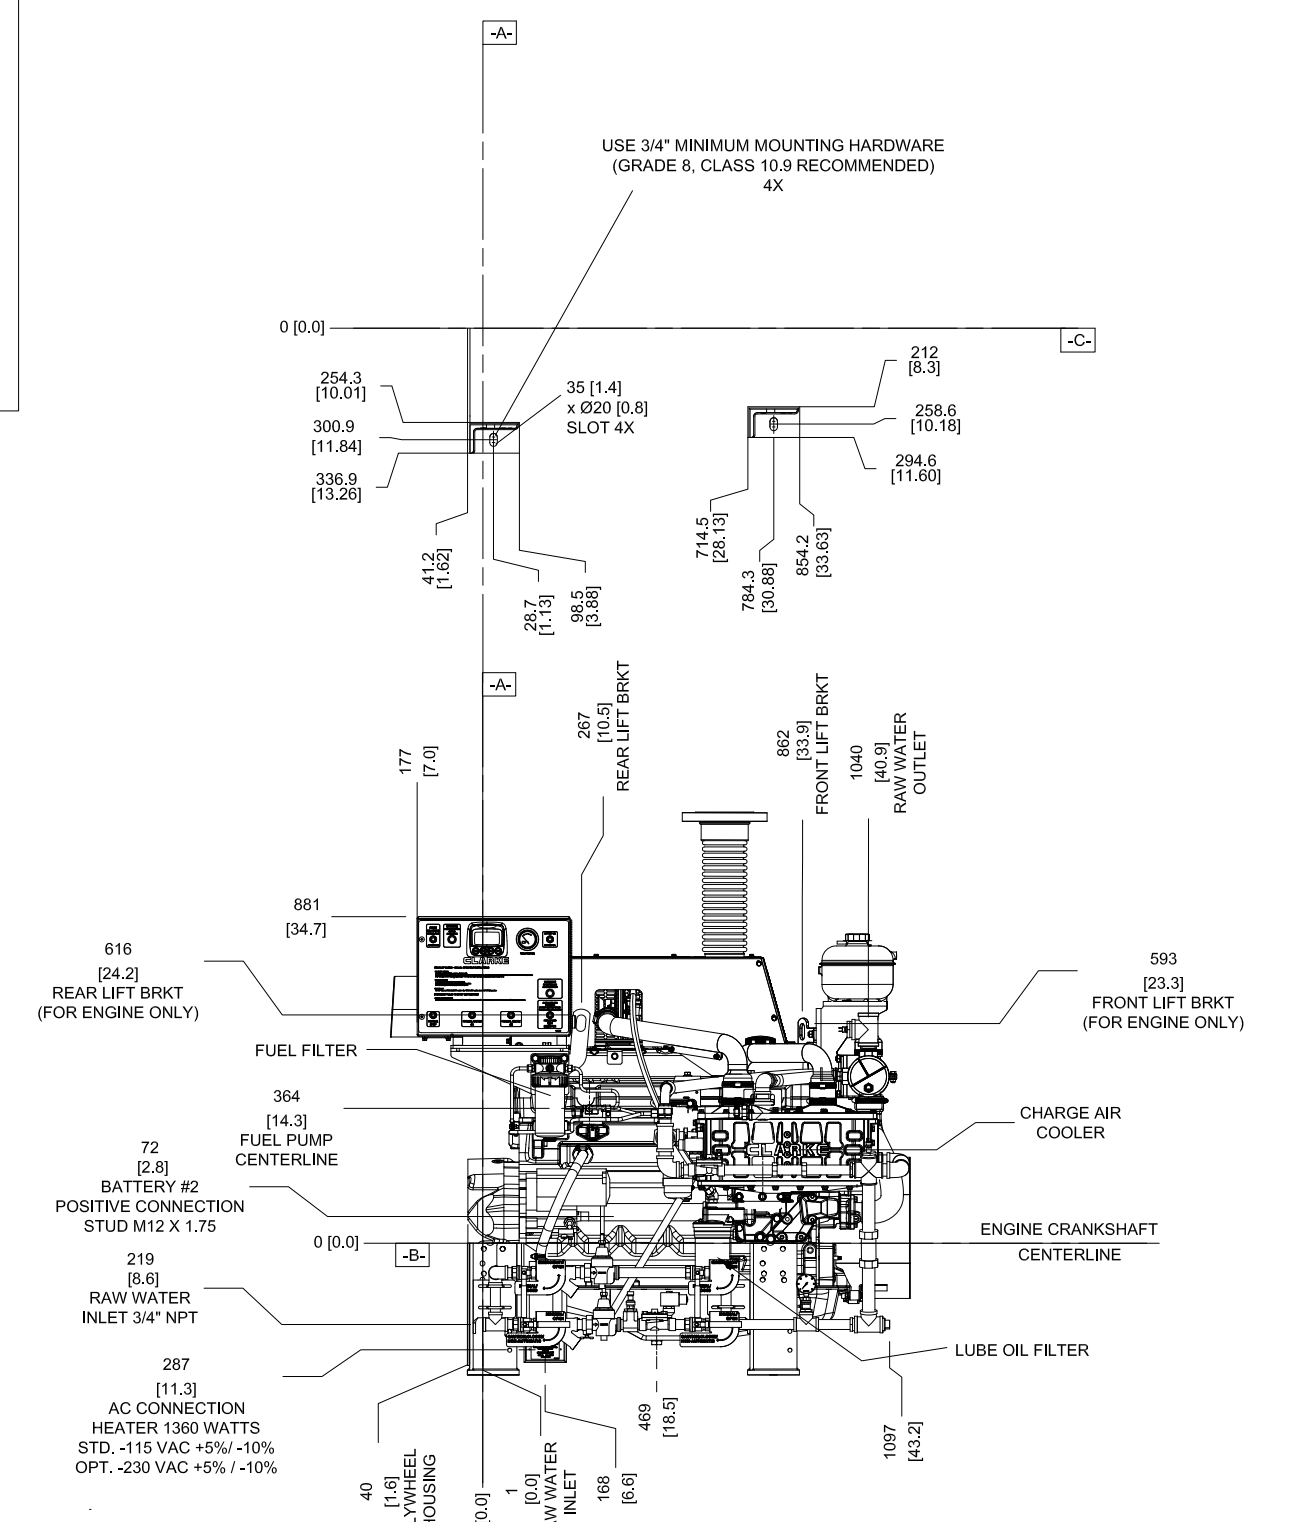 -A-
USE 3/4" MINIMUM MOUNTING HARDWARE
(GRADE 8, CLASS 10.9 RECOMMENDED)
4X
0 [0.0]
-C-
212
[8.3]
254.3
[10.01]
35 [1.4]
x Ø20 [0.8]
SLOT 4X
258.6
[10.18]
300.9
[11.84]
294.6
[11.60]
336.9
[13.26]
41.2
[1.62]
28.7
[1.13]
98.5
[3.88]
714.5
[28.13]
784.3
[30.88]
854.2
[33.63]
-A-
177
[7.0]
267
[10.5]
REAR LIFT BRKT
862
[33.9]
FRONT LIFT BRKT
1040
[40.9]
RAW WATER
OUTLET
881
[34.7]
CLARKE
616
[24.2]
REAR LIFT BRKT
(FOR ENGINE ONLY)
593
[23.3]
FRONT LIFT BRKT
(FOR ENGINE ONLY)
FUEL FILTER
364
[14.3]
FUEL PUMP
CENTERLINE
CHARGE AIR
COOLER
CLARKE
72
[2.8]
BATTERY #2
POSITIVE CONNECTION
STUD M12 X 1.75
0 [0.0]
-B-
ENGINE CRANKSHAFT
CENTERLINE
219
[8.6]
RAW WATER
INLET 3/4" NPT
LUBE OIL FILTER
287
[11.3]
AC CONNECTION
HEATER 1360 WATTS
STD. -115 VAC +5%/ -10%
OPT. -230 VAC +5% / -10%
40
[1.6]
LYWHEEL
HOUSING
0.0]
1
[0.0]
AW WATER
INLET
168
[6.6]
469
[18.5]
1097
[43.2]